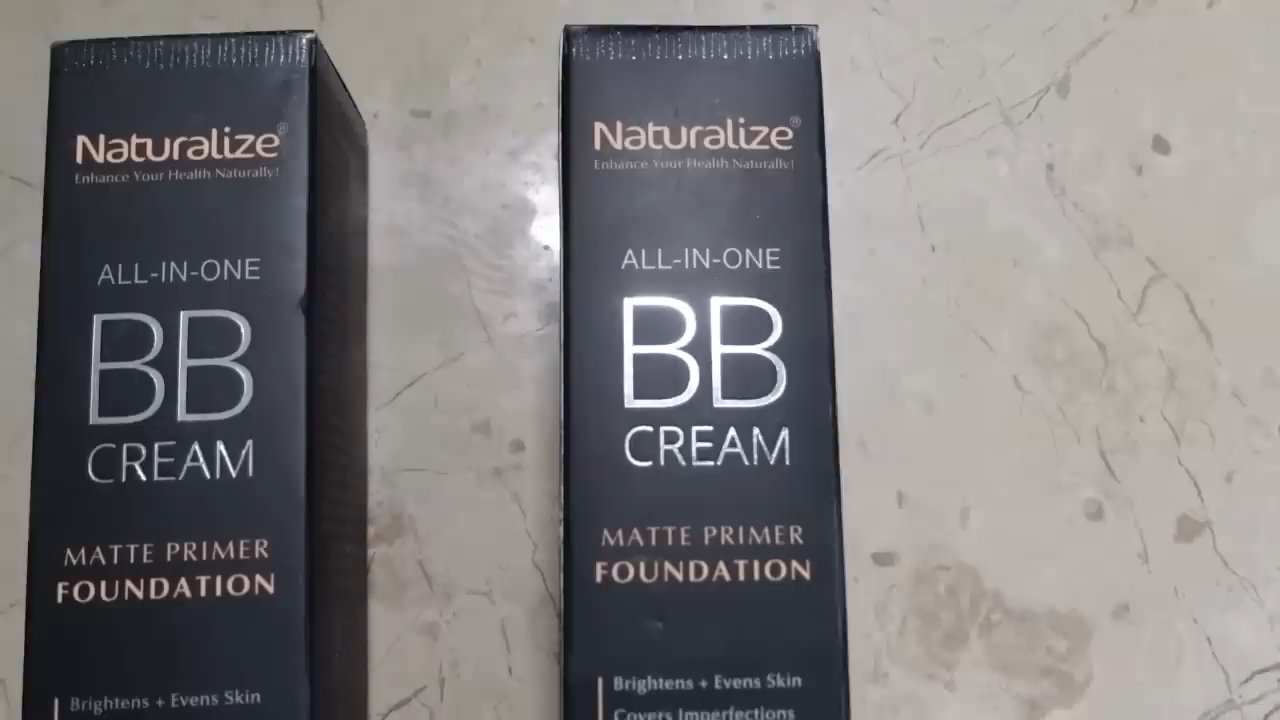 Naturalize®
Enhance Your Health Naturally!
ALL-IN-ONE
BB
CREAM
MATTE PRIMER
FOUNDATION
Brightens + Evens Skin
Naturalize®
Enhance Your Health Naturally!
ALL-IN-ONE
BB
CREAM
MATTE PRIMER
FOUNDATION
Brightens + Evens Skin
Covers Imperfections